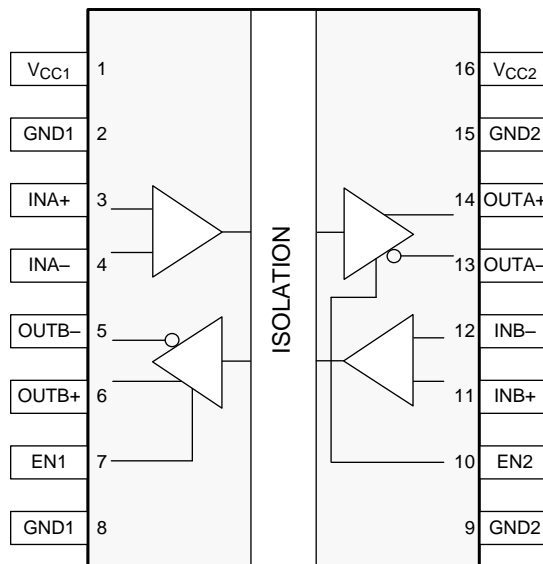 VCC1 1 16 VCC2
GND1 2 15 GND2
INA+ 3 14 OUTA+
INA– 4 13 OUTA–
ISOLATION
OUTB– 5 12 INB–
OUTB+ 6 11 INB+
EN1 7 10 EN2
GND1 8 9 GND2